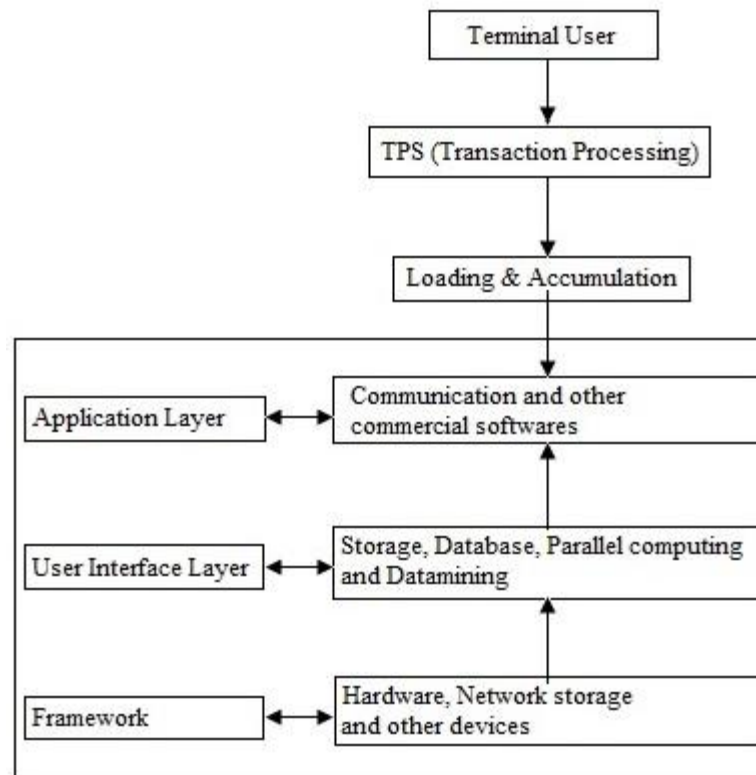 Terminal User
TPS (Transaction Processing)
Loading & Accumulation
Application Layer
Communication and other
commercial softwares
User Interface Layer
Storage, Database, Parallel computing
and Datamining
Framework
Hardware, Network storage
and other devices